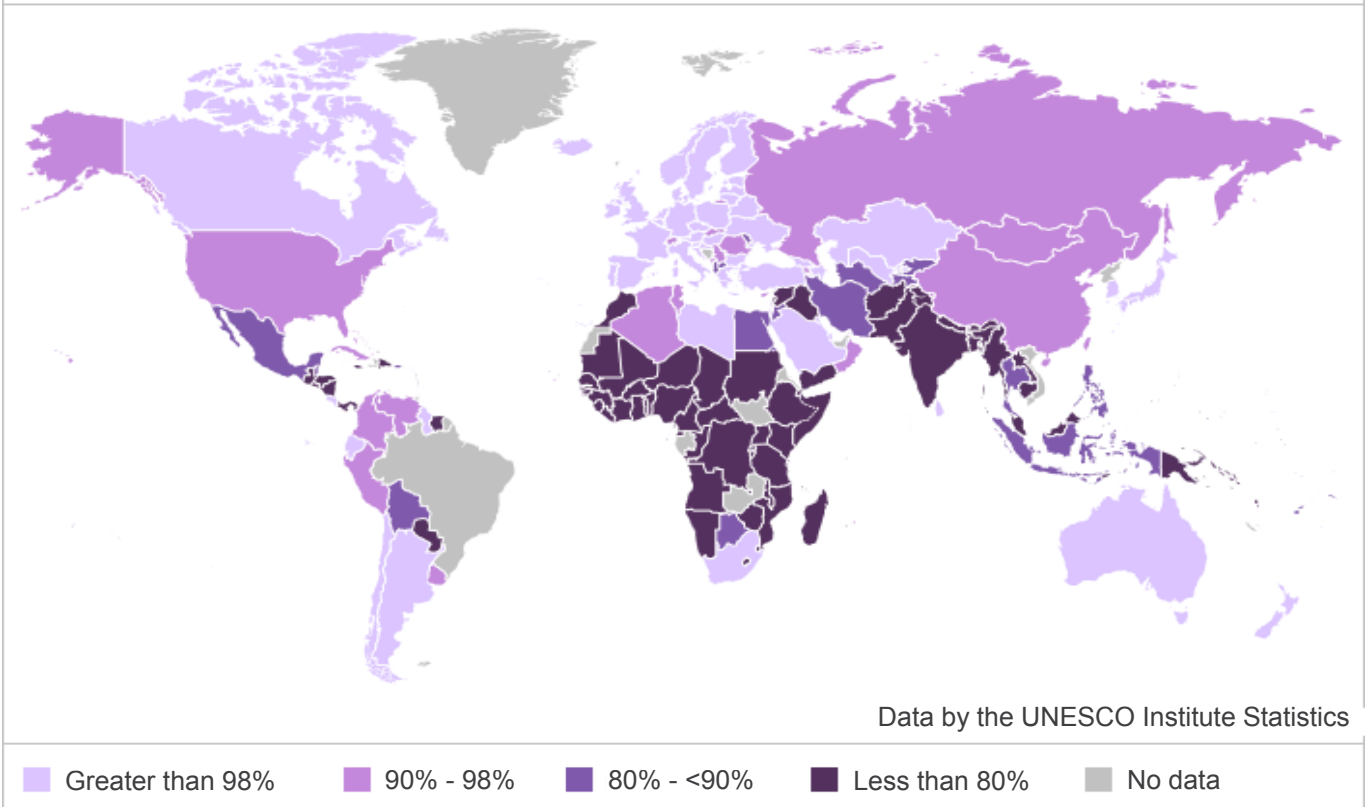 Data by the UNESCO Institute Statistics
Greater than 98%
90% - 98%
80% - <90%
Less than 80%
No data